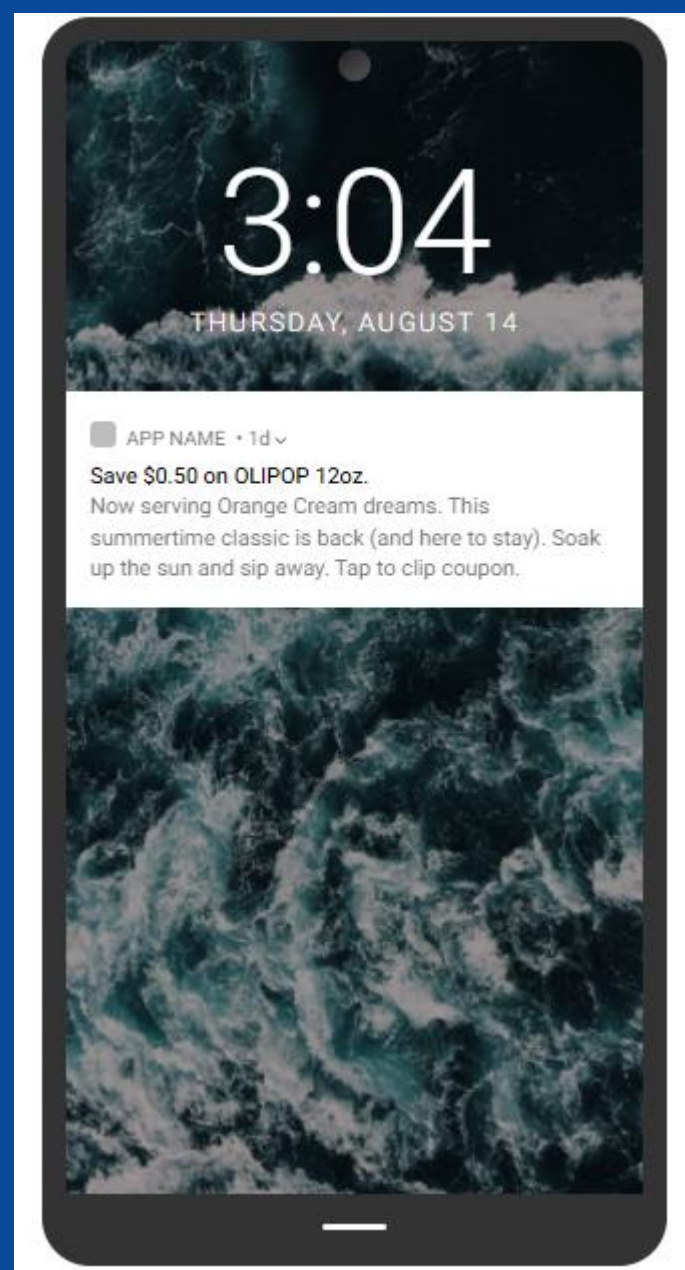 3:04
THURSDAY, AUGUST 14
APP NAME • 1d
Save $0.50 on OLIPOP 12oz.
Now serving Orange Cream dreams. This
summertime classic is back (and here to stay). Soak
up the sun and sip away. Tap to clip coupon.